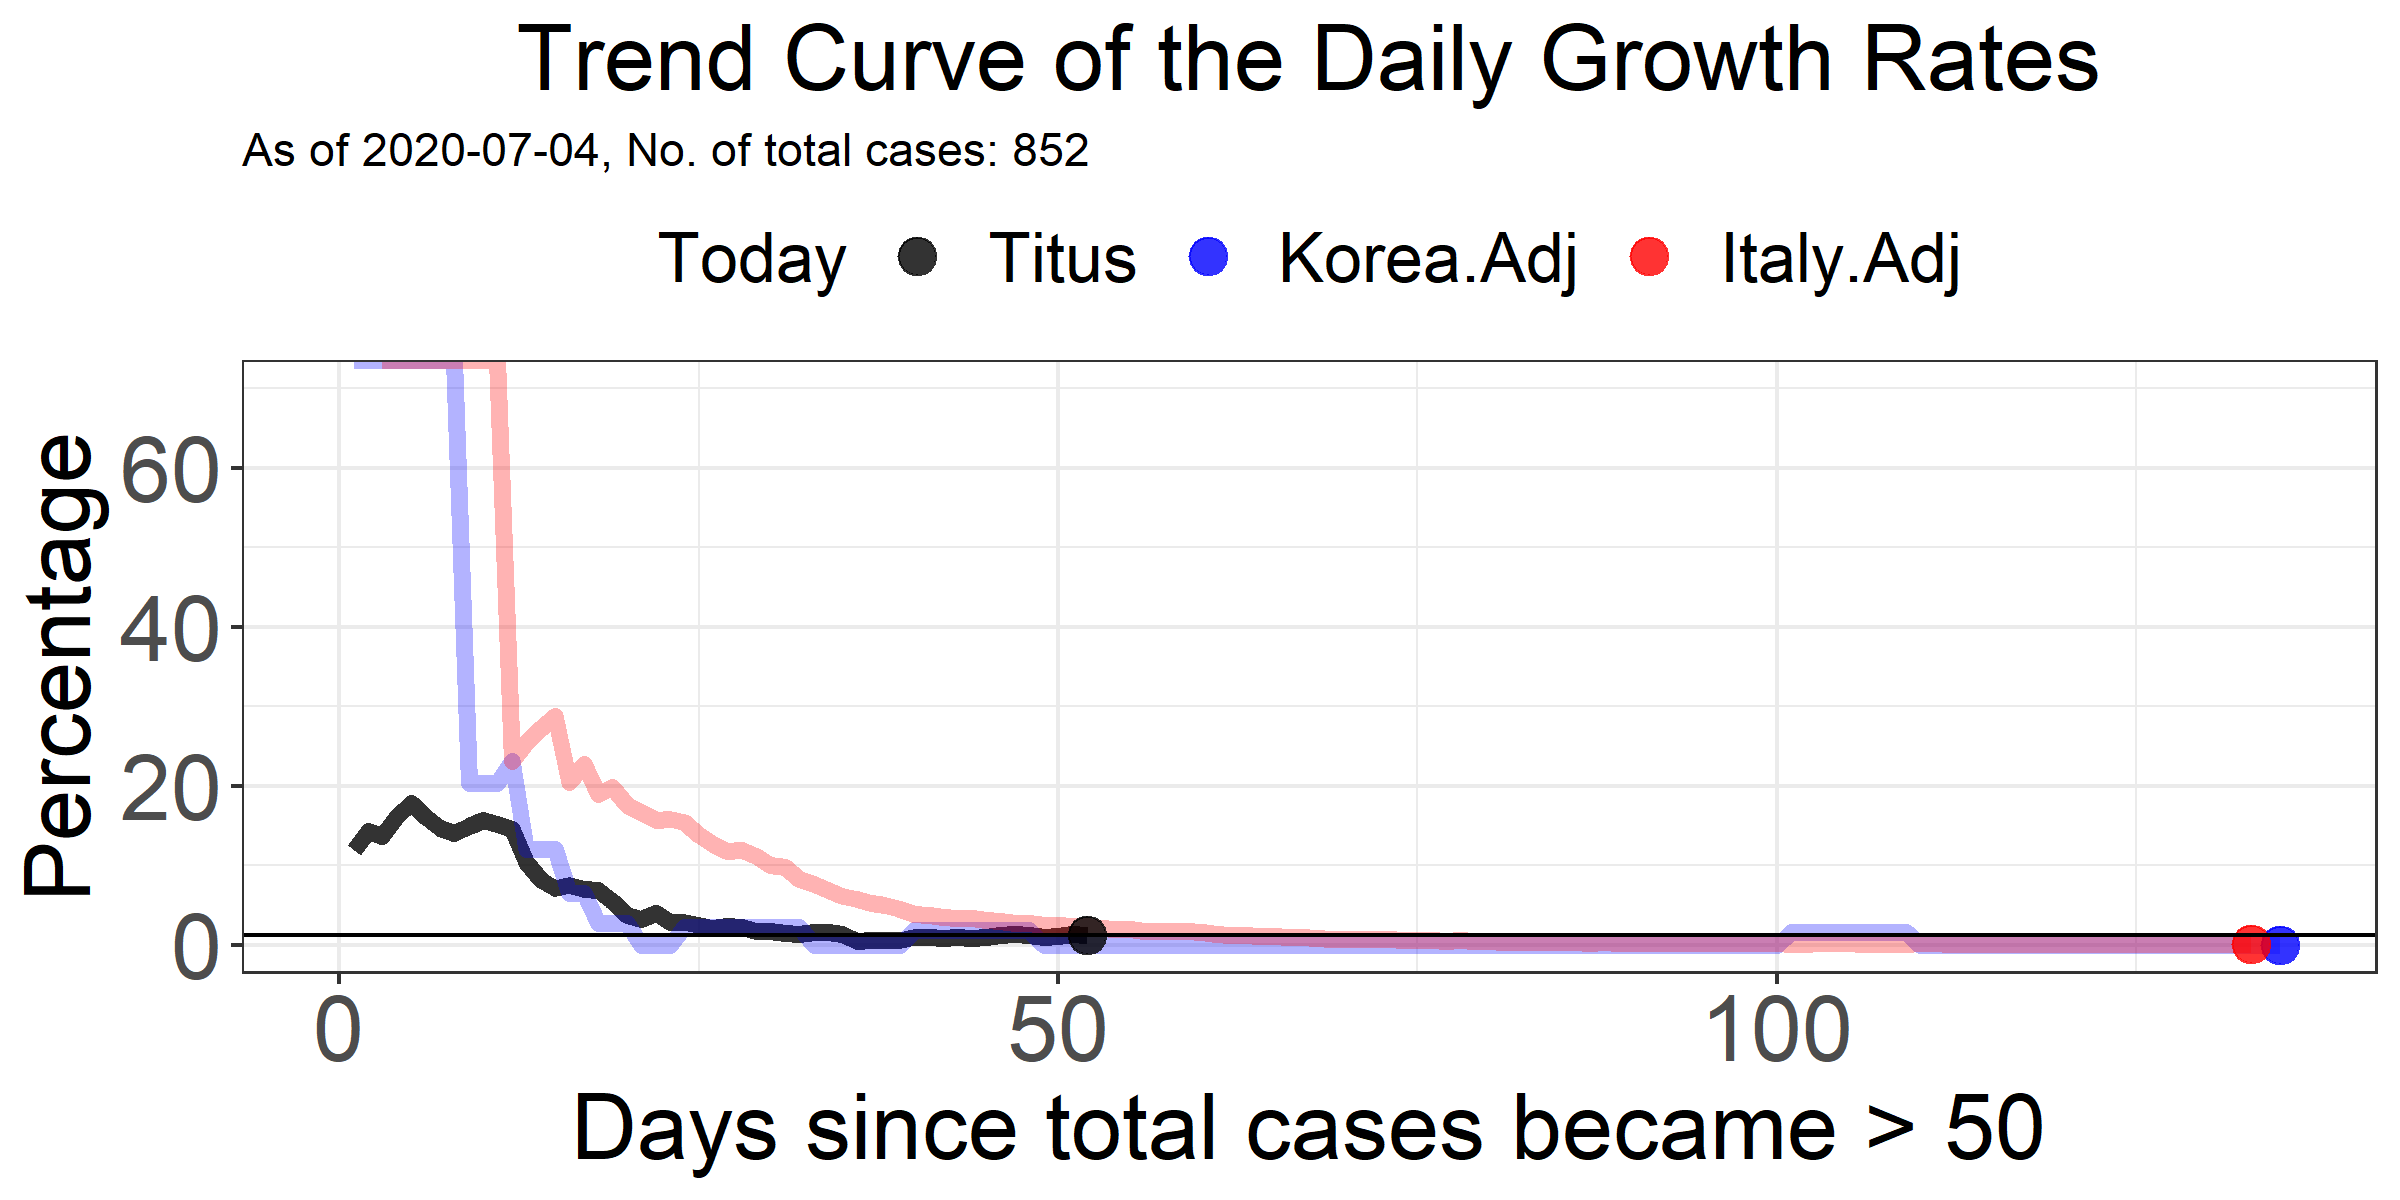 Trend Curve of the Daily Growth Rates
As of 2020-07-04, No. of total cases: 852
Today Titus Korea.Adj Italy.Adj
Percentage
60
40
20
0
0 50 100
Days since total cases became > 50